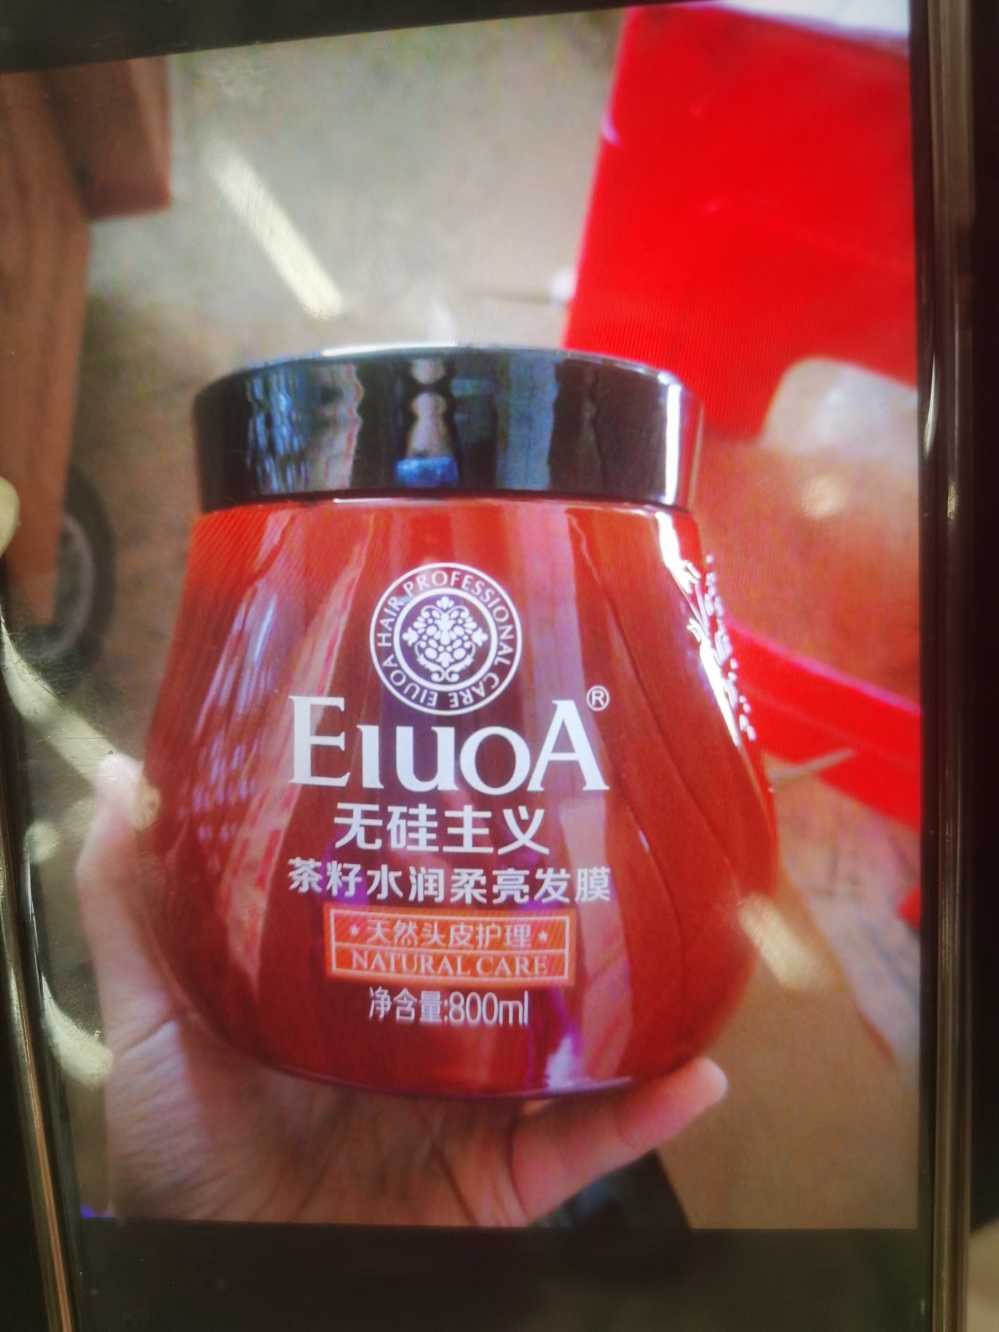 EIUOA HAIR PROFESSIONAL CARE
EIUOA®
无硅主义
茶籽水润柔亮发膜
★天然头皮护理★
NATURAL CARE
净含量:800ml